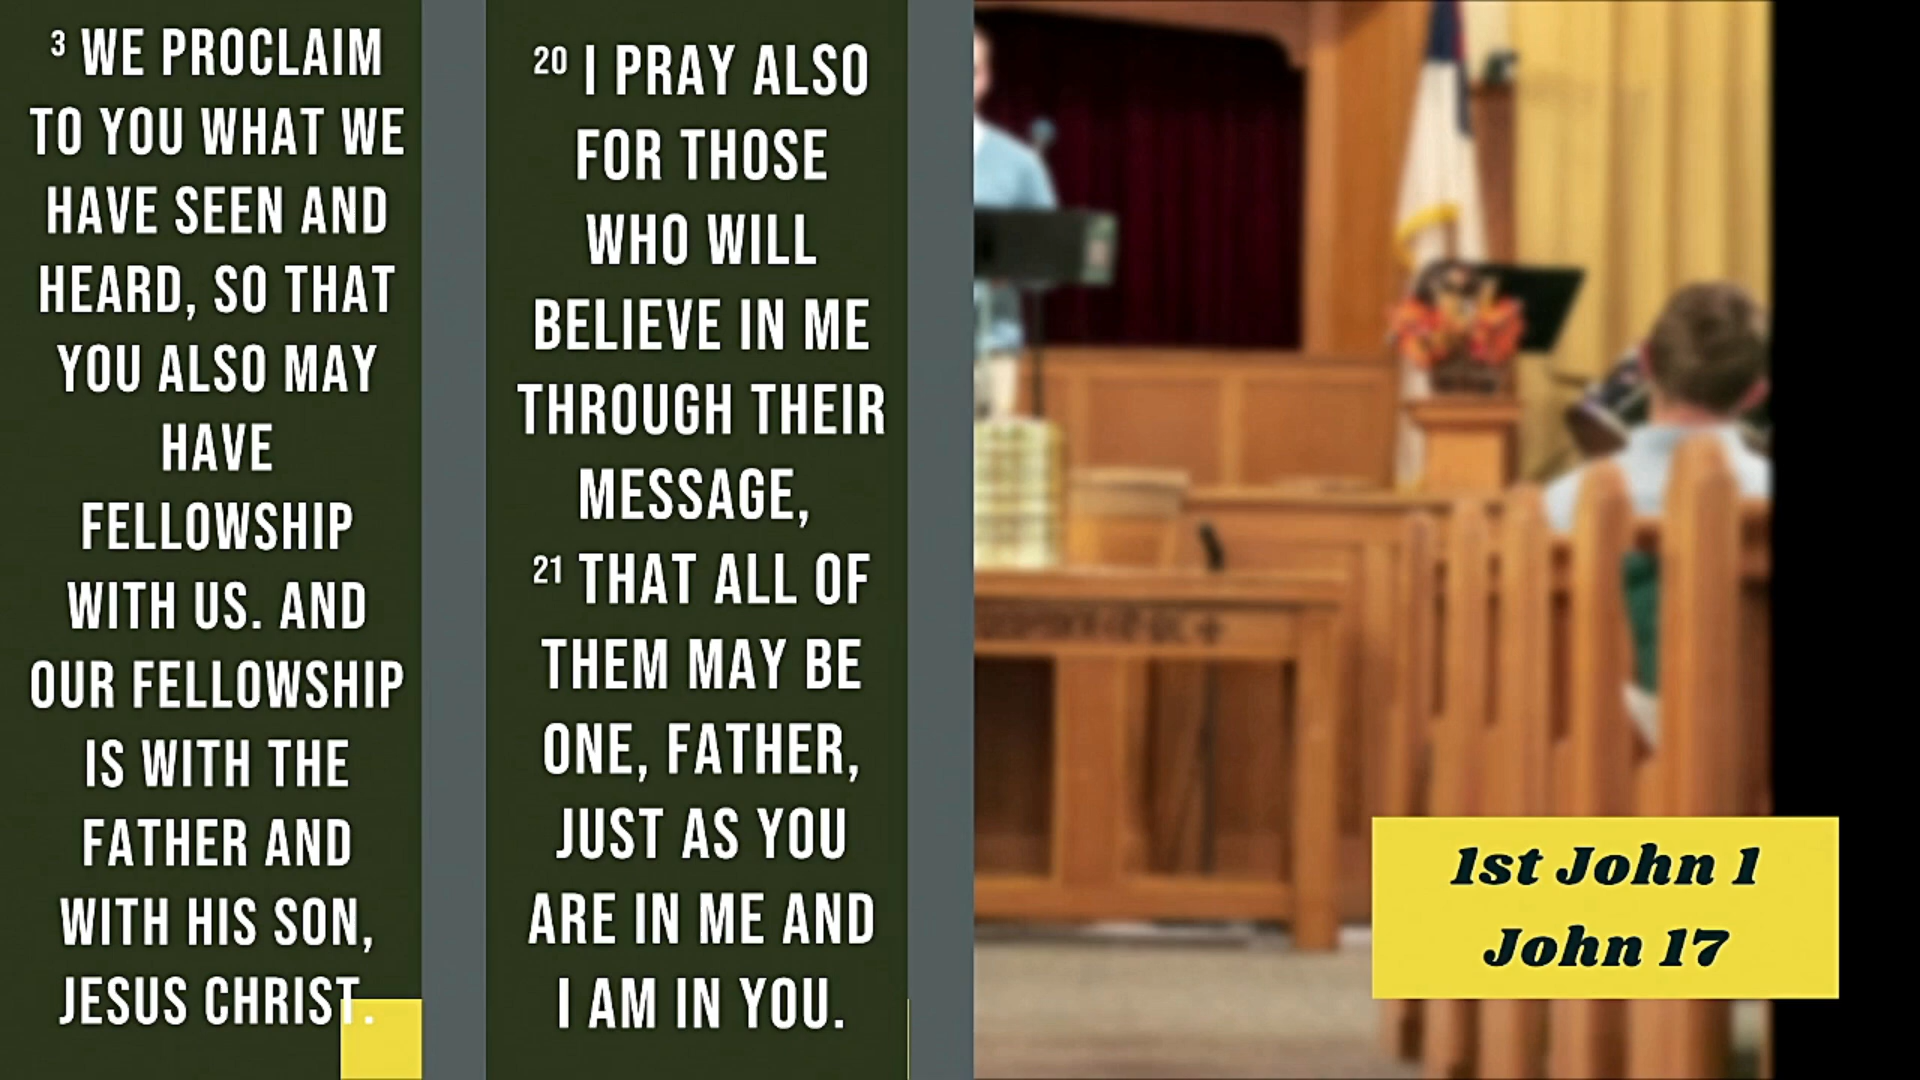 3 WE PROCLAIM
TO YOU WHAT WE
HAVE SEEN AND
HEARD, SO THAT
YOU ALSO MAY
HAVE
FELLOWSHIP
WITH US. AND
OUR FELLOWSHIP
IS WITH THE
FATHER AND
WITH HIS SON,
JESUS CHRIST.
20 I PRAY ALSO
FOR THOSE
WHO WILL
BELIEVE IN ME
THROUGH THEIR
MESSAGE,
21 THAT ALL OF
THEM MAY BE
ONE, FATHER,
JUST AS YOU
ARE IN ME AND
I AM IN YOU.
1st John 1
John 17